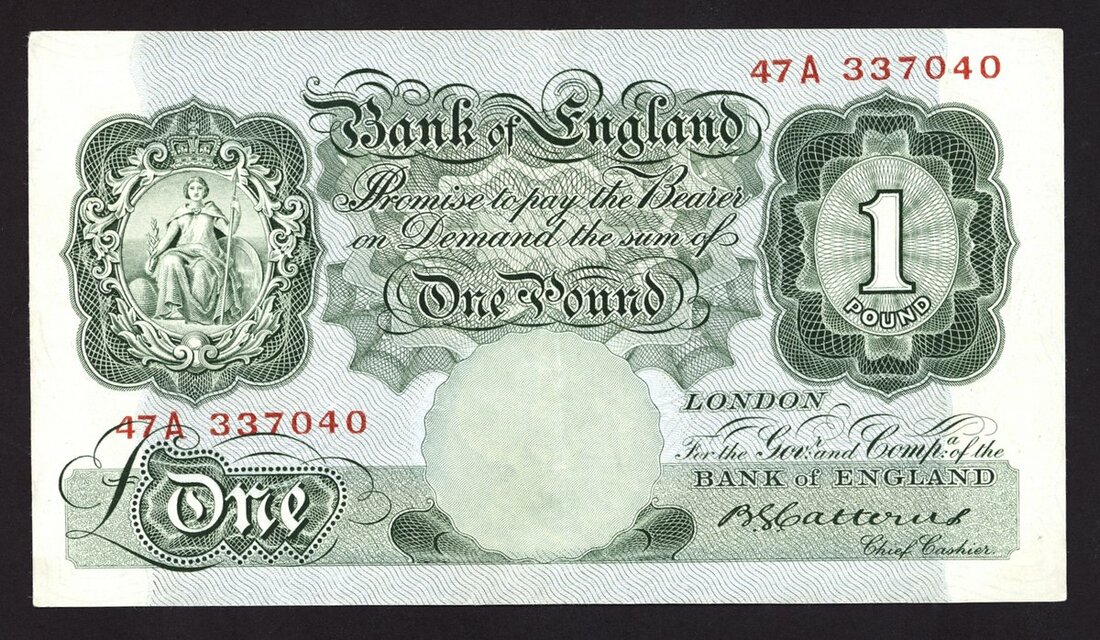 47A 337040
Bank of England
Promise to pay the Bearer
on Demand the sum of
One Pound
1
POUND
LONDON
47A 337040
For the Govr. and Compa. of the
BANK of ENGLAND
£ One
B G Catterns
Chief Cashier.